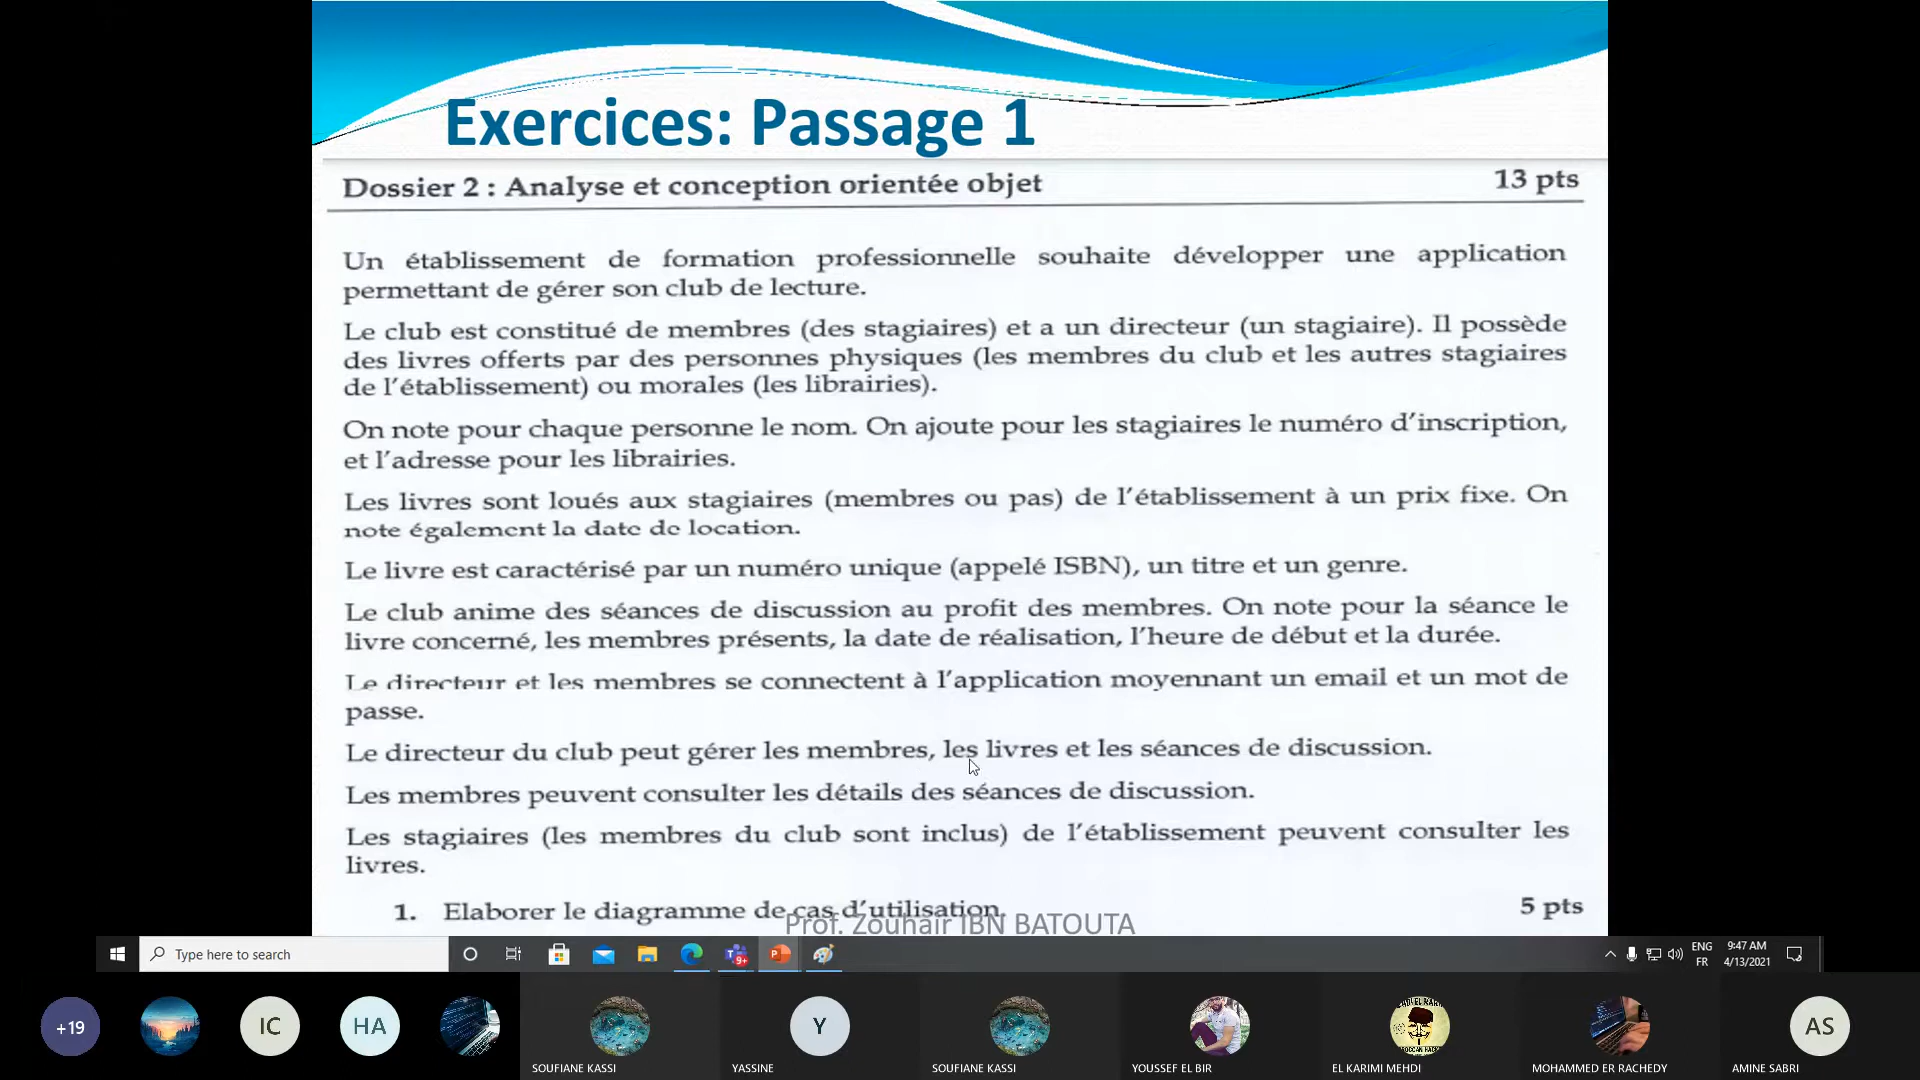 Exercices: Passage 1
Dossier 2 : Analyse et conception orientée objet 13 pts
Un établissement de formation professionnelle souhaite développer une application
permettant de gérer son club de lecture.
Le club est constitué de membres (des stagiaires) et a un directeur (un stagiaire). Il possède
des livres offerts par des personnes physiques (les membres du club et les autres stagiaires
de l'établissement) ou morales (les librairies).
On note pour chaque personne le nom. On ajoute pour les stagiaires le numéro d'inscription,
et l'adresse pour les librairies.
Les livres sont loués aux stagiaires (membres ou pas) de l'établissement à un prix fixe. On
note également la date de location.
Le livre est caractérisé par un numéro unique (appelé ISBN), un titre et un genre.
Le club anime des séances de discussion au profit des membres. On note pour la séance le
livre concerné, les membres présents, la date de réalisation, l'heure de début et la durée.
Le directeur et les membres se connectent à l'application moyennant un email et un mot de
passe.
Le directeur du club peut gérer les membres, les livres et les séances de discussion.
Les membres peuvent consulter les détails des séances de discussion.
Les stagiaires (les membres du club sont inclus) de l'établissement peuvent consulter les
livres.
1. Elaborer le diagramme de cas d'utilisation. 5 pts
Prof. Zouhair IBN BATOUTA
Type here to search
9+
ENG
FR
9:47 AM
4/13/2021
+19
IC
HA
Y
AS
SOUFIANE KASSI
YASSINE
SOUFIANE KASSI
YOUSSEF EL BIR
EL KARIMI MEHDI
MOHAMMED ER RACHEDY
AMINE SABRI